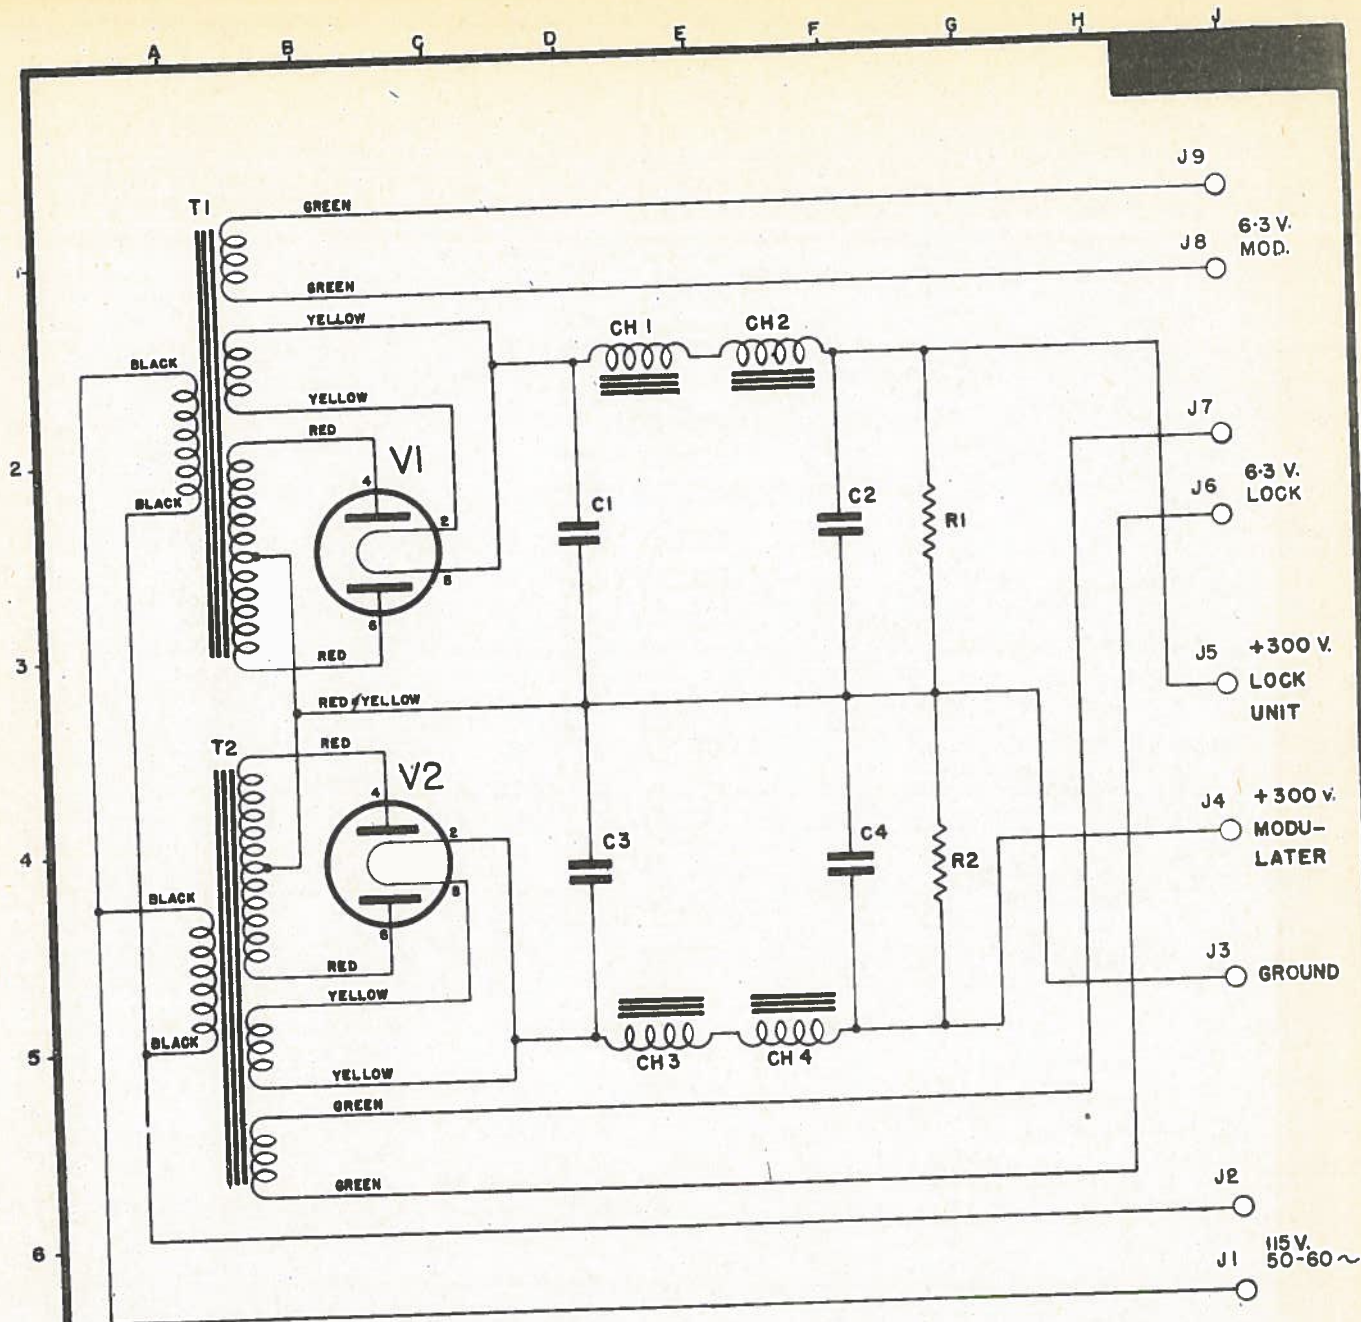 A B C D E F G H J
J9
T1
GREEN
6.3 V.
MOD.
J8
1
GREEN
YELLOW
CH 1
CH 2
BLACK
YELLOW
J7
RED
V1
2
4
6.3 V.
LOCK
J6
C2
BLACK
C1
R1
2
8
6
+300 V.
J5
LOCK
UNIT
3
RED
RED YELLOW
T2
RED
V2
4
+300 V.
J4
MODU-
LATER
2
C4
C3
R2
4
8
BLACK
6
J3
GROUND
RED
YELLOW
BLACK
5
CH 3
CH 4
YELLOW
GREEN
GREEN
J2
6
115 V.
50-60 ~
J1